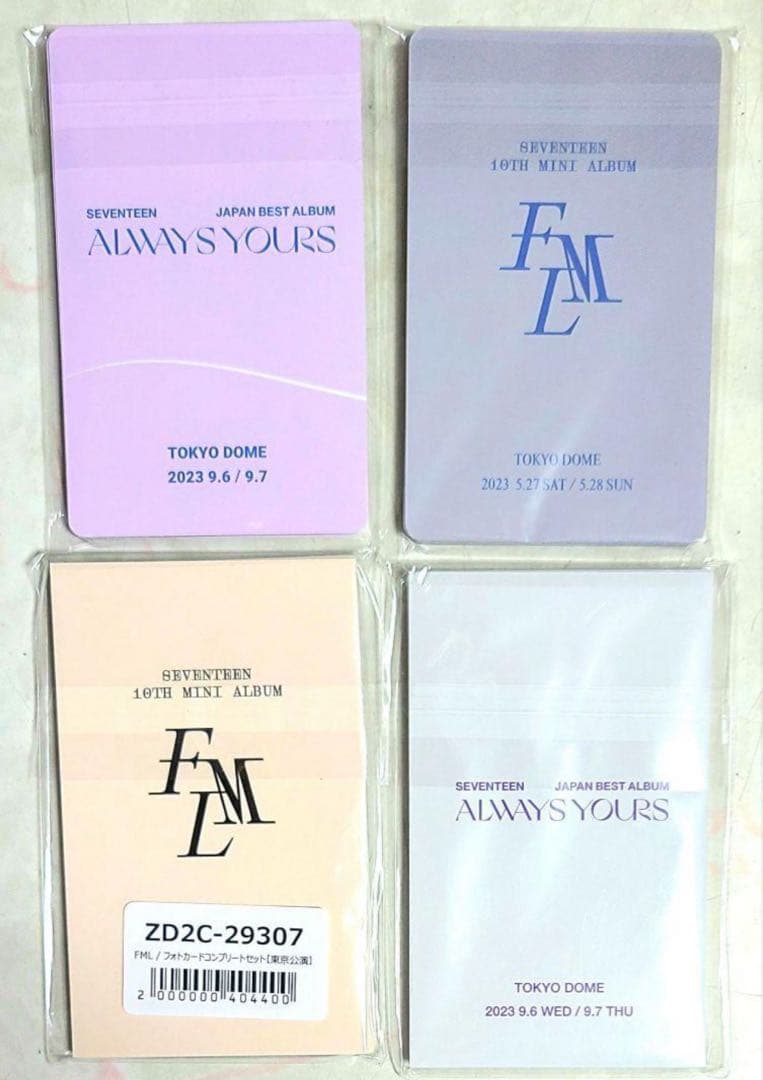 SEVENTEEN JAPAN BEST ALBUM
ALWAYS YOURS
TOKYO DOME
2023 9.6 / 9.7
SEVENTEEN
10TH MINI ALBUM
FML
TOKYO DOME
2023 5.27 SAT / 5.28 SUN
SEVENTEEN
10TH MINI ALBUM
FML
ZD2C-29307
FML / フォトカードコンプリートセット[東京公演]
2 000000 404400
SEVENTEEN JAPAN BEST ALBUM
ALWAYS YOURS
TOKYO DOME
2023 9.6 WED / 9.7 THU